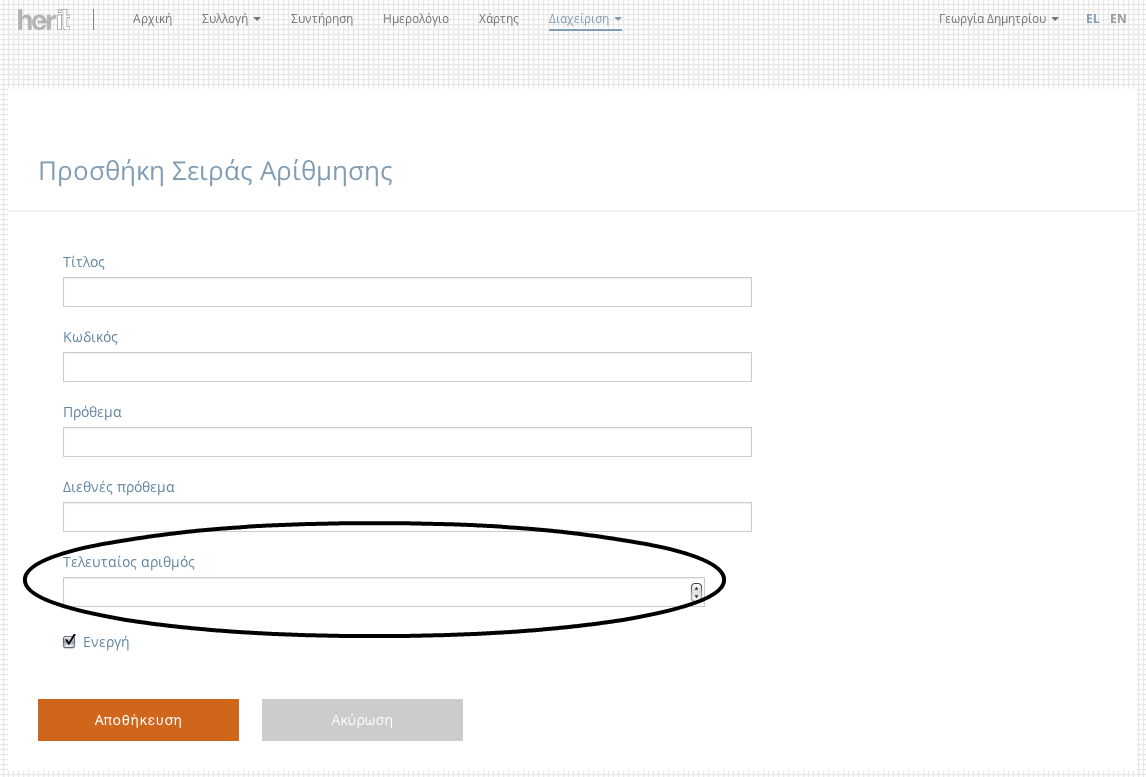 herit
Αρχική Συλλογή Συντήρηση Ημερολόγιο Χάρτης Διαχείριση Γεωργία Δημητρίου EL EN
Προσθήκη Σειράς Αρίθμησης
Τίτλος
Κωδικός
Πρόθεμα
Διεθνές πρόθεμα
Τελευταίος αριθμός
Ενεργή
Αποθήκευση Ακύρωση